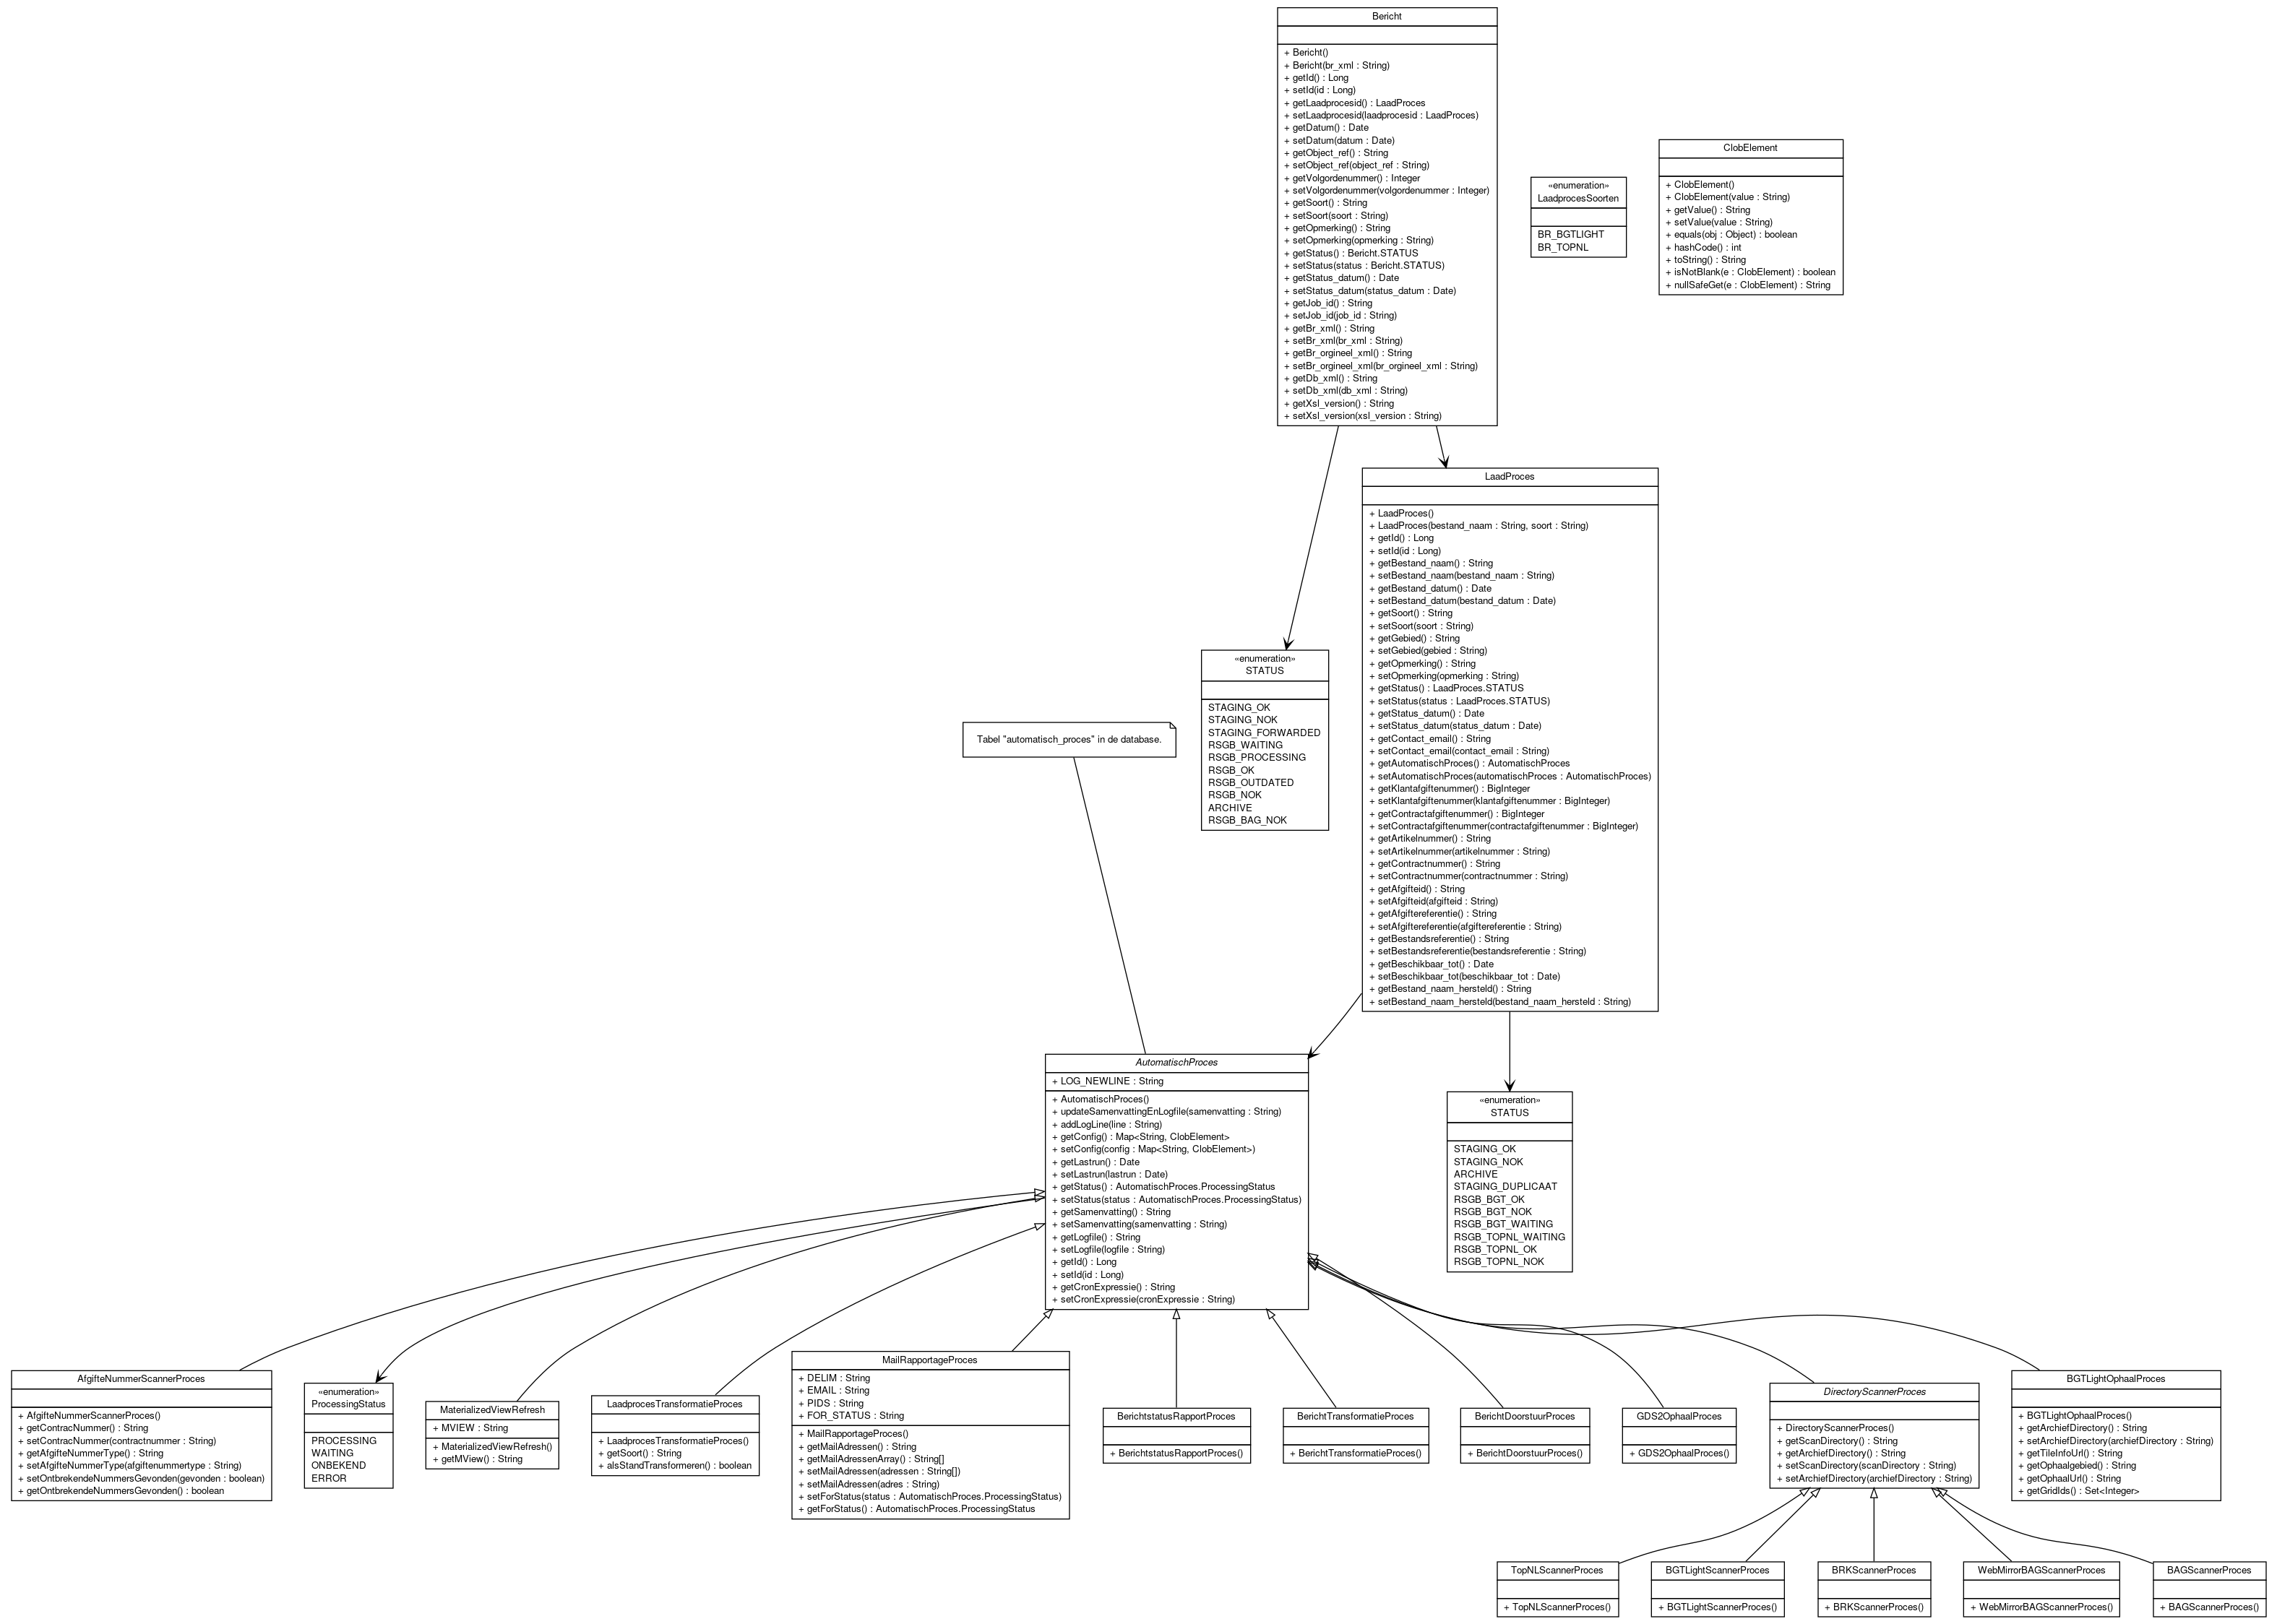 Bericht
+ Bericht()
+ Bericht(br_xml : String)
+ getId() : Long
+ setId(id : Long)
+ getLaadprocesid() : LaadProces
+ setLaadprocesid(laadprocesid : LaadProces)
+ getDatum() : Date
+ setDatum(datum : Date)
+ getObject_ref() : String
+ setObject_ref(object_ref : String)
+ getVolgordenummer() : Integer
+ setVolgordenummer(volgordenummer : Integer)
+ getSoort() : String
+ setSoort(soort : String)
+ getOpmerking() : String
+ setOpmerking(opmerking : String)
+ getStatus() : Bericht.STATUS
+ setStatus(status : Bericht.STATUS)
+ getStatus_datum() : Date
+ setStatus_datum(status_datum : Date)
+ getJob_id() : String
+ setJob_id(job_id : String)
+ getBr_xml() : String
+ setBr_xml(br_xml : String)
+ getBr_orgineel_xml() : String
+ setBr_orgineel_xml(br_orgineel_xml : String)
+ getDb_xml() : String
+ setDb_xml(db_xml : String)
+ getXsl_version() : String
+ setXsl_version(xsl_version : String)
«enumeration»
LaadprocesSoorten
BR_BGTLIGHT
BR_TOPNL
ClobElement
+ ClobElement()
+ ClobElement(value : String)
+ getValue() : String
+ setValue(value : String)
+ equals(obj : Object) : boolean
+ hashCode() : int
+ toString() : String
+ isNotBlank(e : ClobElement) : boolean
+ nullSafeGet(e : ClobElement) : String
LaadProces
+ LaadProces()
+ LaadProces(bestand_naam : String, soort : String)
+ getId() : Long
+ setId(id : Long)
+ getBestand_naam() : String
+ setBestand_naam(bestand_naam : String)
+ getBestand_datum() : Date
+ setBestand_datum(bestand_datum : Date)
+ getSoort() : String
+ setSoort(soort : String)
+ getGebied() : String
+ setGebied(gebied : String)
+ getOpmerking() : String
+ setOpmerking(opmerking : String)
+ getStatus() : LaadProces.STATUS
+ setStatus(status : LaadProces.STATUS)
+ getStatus_datum() : Date
+ setStatus_datum(status_datum : Date)
+ getContact_email() : String
+ setContact_email(contact_email : String)
+ getAutomatischProces() : AutomatischProces
+ setAutomatischProces(automatischProces : AutomatischProces)
+ getKlantafgiftenummer() : BigInteger
+ setKlantafgiftenummer(klantafgiftenummer : BigInteger)
+ getContractafgiftenummer() : BigInteger
+ setContractafgiftenummer(contractafgiftenummer : BigInteger)
+ getArtikelnummer() : String
+ setArtikelnummer(artikelnummer : String)
+ getContractnummer() : String
+ setContractnummer(contractnummer : String)
+ getAfgifteid() : String
+ setAfgifteid(afgifteid : String)
+ getAfgiftereferentie() : String
+ setAfgiftereferentie(afgiftereferentie : String)
+ getBestandsreferentie() : String
+ setBestandsreferentie(bestandsreferentie : String)
+ getBeschikbaar_tot() : Date
+ setBeschikbaar_tot(beschikbaar_tot : Date)
+ getBestand_naam_hersteld() : String
+ setBestand_naam_hersteld(bestand_naam_hersteld : String)
«enumeration»
STATUS
STAGING_OK
STAGING_NOK
STAGING_FORWARDED
RSGB_WAITING
RSGB_PROCESSING
RSGB_OK
RSGB_OUTDATED
RSGB_NOK
ARCHIVE
RSGB_BAG_NOK
Tabel "automatisch_proces" in de database.
AutomatischProces
+ LOG_NEWLINE : String
+ AutomatischProces()
+ updateSamenvattingEnLogfile(samenvatting : String)
+ addLogLine(line : String)
+ getConfig() : Map<String, ClobElement>
+ setConfig(config : Map<String, ClobElement>)
+ getLastrun() : Date
+ setLastrun(lastrun : Date)
+ getStatus() : AutomatischProces.ProcessingStatus
+ setStatus(status : AutomatischProces.ProcessingStatus)
+ getSamenvatting() : String
+ setSamenvatting(samenvatting : String)
+ getLogfile() : String
+ setLogfile(logfile : String)
+ getId() : Long
+ setId(id : Long)
+ getCronExpressie() : String
+ setCronExpressie(cronExpressie : String)
«enumeration»
STATUS
STAGING_OK
STAGING_NOK
ARCHIVE
STAGING_DUPLICAAT
RSGB_BGT_OK
RSGB_BGT_NOK
RSGB_BGT_WAITING
RSGB_TOPNL_WAITING
RSGB_TOPNL_OK
RSGB_TOPNL_NOK
AfgifteNummerScannerProces
+ AfgifteNummerScannerProces()
+ getContracNummer() : String
+ setContracNummer(contractnummer : String)
+ getAfgifteNummerType() : String
+ setAfgifteNummerType(afgiftenummertype : String)
+ setOntbrekendeNummersGevonden(gevonden : boolean)
+ getOntbrekendeNummersGevonden() : boolean
«enumeration»
ProcessingStatus
PROCESSING
WAITING
ONBEKEND
ERROR
MaterializedViewRefresh
+ MVIEW : String
+ MaterializedViewRefresh()
+ getMView() : String
LaadprocesTransformatieProces
+ LaadprocesTransformatieProces()
+ getSoort() : String
+ alsStandTransformeren() : boolean
MailRapportageProces
+ DELIM : String
+ EMAIL : String
+ PIDS : String
+ FOR_STATUS : String
+ MailRapportageProces()
+ getMailAdressen() : String
+ getMailAdressenArray() : String[]
+ setMailAdressen(adressen : String[])
+ setMailAdressen(adres : String)
+ setForStatus(status : AutomatischProces.ProcessingStatus)
+ getForStatus() : AutomatischProces.ProcessingStatus
BerichtstatusRapportProces
+ BerichtstatusRapportProces()
BerichtTransformatieProces
+ BerichtTransformatieProces()
BerichtDoorstuurProces
+ BerichtDoorstuurProces()
GDS2OphaalProces
+ GDS2OphaalProces()
DirectoryScannerProces
+ DirectoryScannerProces()
+ getScanDirectory() : String
+ getArchiefDirectory() : String
+ setScanDirectory(scanDirectory : String)
+ setArchiefDirectory(archiefDirectory : String)
BGTLightOphaalProces
+ BGTLightOphaalProces()
+ getArchiefDirectory() : String
+ setArchiefDirectory(archiefDirectory : String)
+ getTileInfoUrl() : String
+ getOphaalgebied() : String
+ getOphaalUrl() : String
+ getGridIds() : Set<Integer>
TopNLScannerProces
+ TopNLScannerProces()
BGTLightScannerProces
+ BGTLightScannerProces()
BRKScannerProces
+ BRKScannerProces()
WebMirrorBAGScannerProces
+ WebMirrorBAGScannerProces()
BAGScannerProces
+ BAGScannerProces()